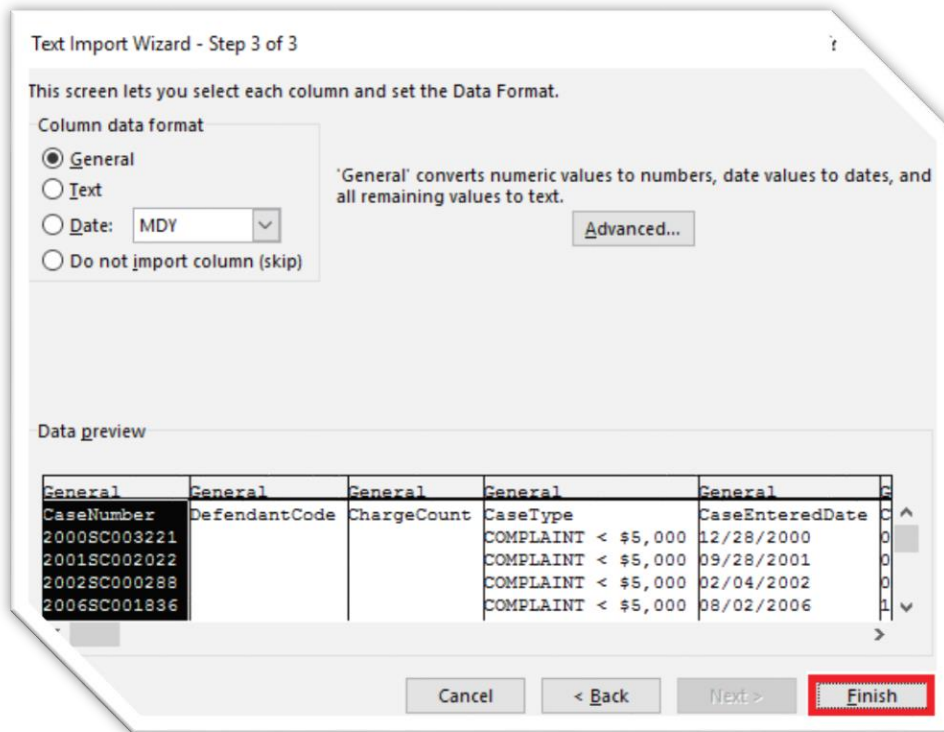 Text Import Wizard - Step 3 of 3
This screen lets you select each column and set the Data Format.
Column data format
General
Text
Date: MDY
Do not import column (skip)
'General' converts numeric values to numbers, date values to dates, and
all remaining values to text.
Advanced...
Data preview
General General General General General G
CaseNumber DefendantCode ChargeCount CaseType CaseEnteredDate C
2000SC003221 COMPLAINT < $5,000 12/28/2000 0
2001SC002022 COMPLAINT < $5,000 09/28/2001 0
2002SC000288 COMPLAINT < $5,000 02/04/2002 0
2006SC001836 COMPLAINT < $5,000 08/02/2006 1
Cancel < Back Next > Finish